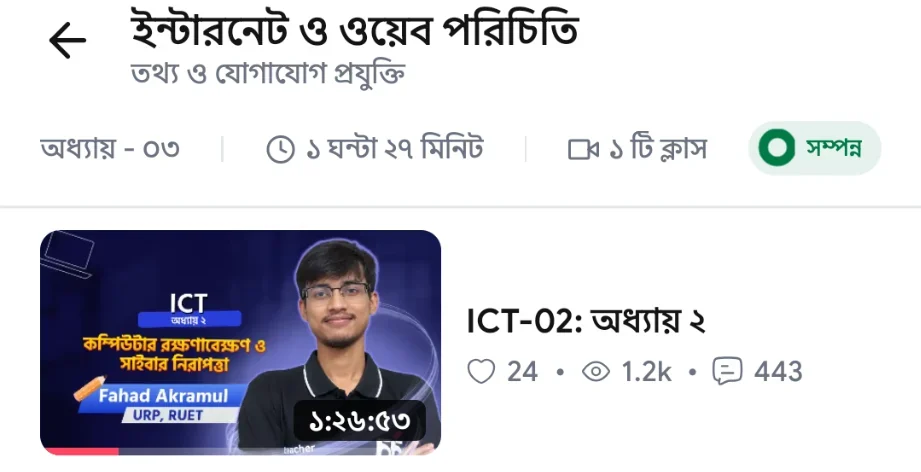 ইন্টারনেট ও ওয়েব পরিচিতি
তথ্য ও যোগাযোগ প্রযুক্তি
অধ্যায় - ০৩
১ ঘন্টা ২৭ মিনিট
১ টি ক্লাস
সম্পন্ন
ICT
অধ্যায় ২
কম্পিউটার রক্ষণাবেক্ষণ ও
সাইবার নিরাপত্তা
Fahad Akramul
URP, RUET
১:২৬:৫৩
ICT-02: অধ্যায় ২
24 • 1.2k • 443